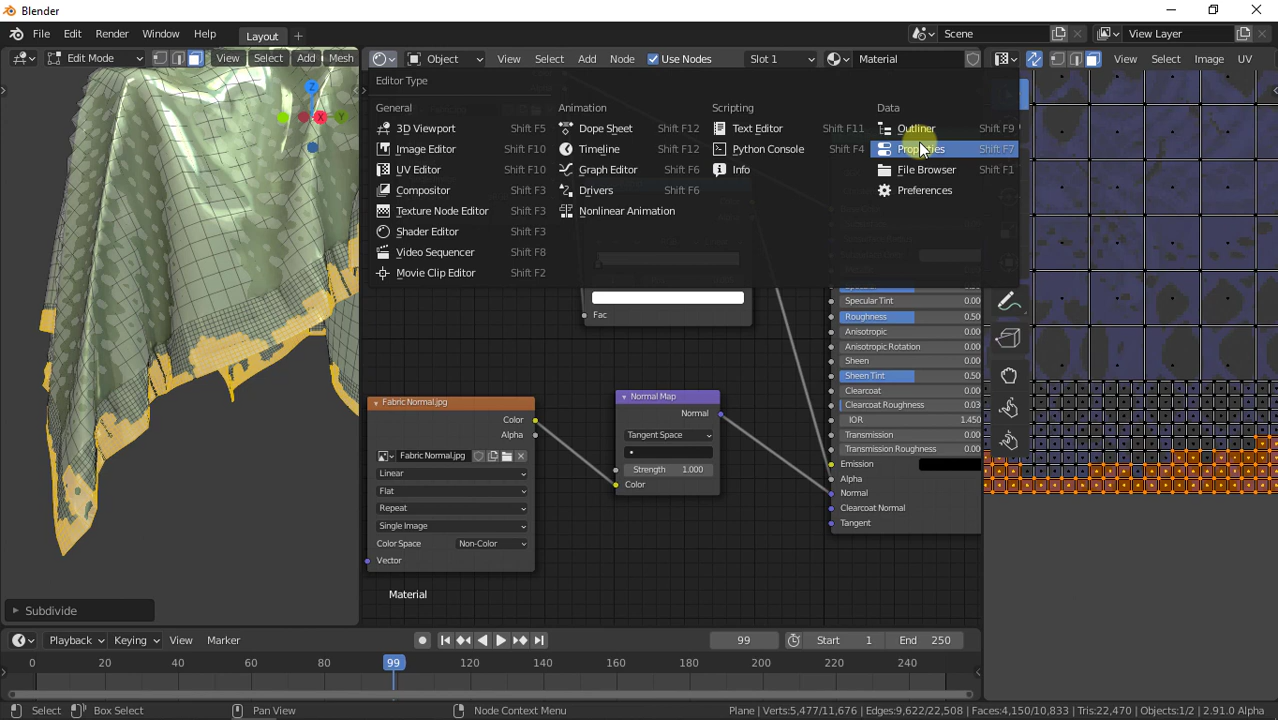 Blender
File Edit Render Window Help Layout Scene View Layer
Edit Mode View Select Add Mesh Object View Select Add Node Use Nodes Slot 1 Material View Select Image UV
Editor Type
General Animation Scripting Data
3D Viewport Shift F5 Dope Sheet Shift F12 Text Editor Shift F11 Outliner Shift F9
Image Editor Shift F10 Timeline Shift F12 Python Console Shift F4 Properties Shift F7
UV Editor Shift F10 Graph Editor Shift F6 Info File Browser Shift F1
Compositor Shift F3 Drivers Shift F6 Preferences
Texture Node Editor Shift F3 Nonlinear Animation
Shader Editor Shift F3
Video Sequencer Shift F8
Movie Clip Editor Shift F2
Specular Tint 0.00
Fac Roughness 0.50
Anisotropic 0.00
Anisotropic Rotation 0.00
Sheen 0.00
Sheen Tint 0.50
Clearcoat 0.00
Clearcoat Roughness 0.03
IOR 1.450
Transmission 0.00
Transmission Roughness 0.00
Emission
Alpha
Normal
Clearcoat Normal
Tangent
Fabric Normal.jpg
Color
Alpha
Fabric Normal.jpg
Linear
Flat
Repeat
Single Image
Color Space Non-Color
Vector
Normal Map
Normal
Tangent Space
Strength 1.000
Color
Material
Subdivide
Playback Keying View Marker 99 Start 1 End 250
0 20 40 60 80 99 120 140 160 180 200 220 240
Select Box Select Pan View Node Context Menu Plane | Verts:5,477/11,676 | Edges:9,622/22,508 | Faces:4,150/10,833 | Tris:22,470 | Objects:1/2 | 2.91.0 Alpha
X Y Z